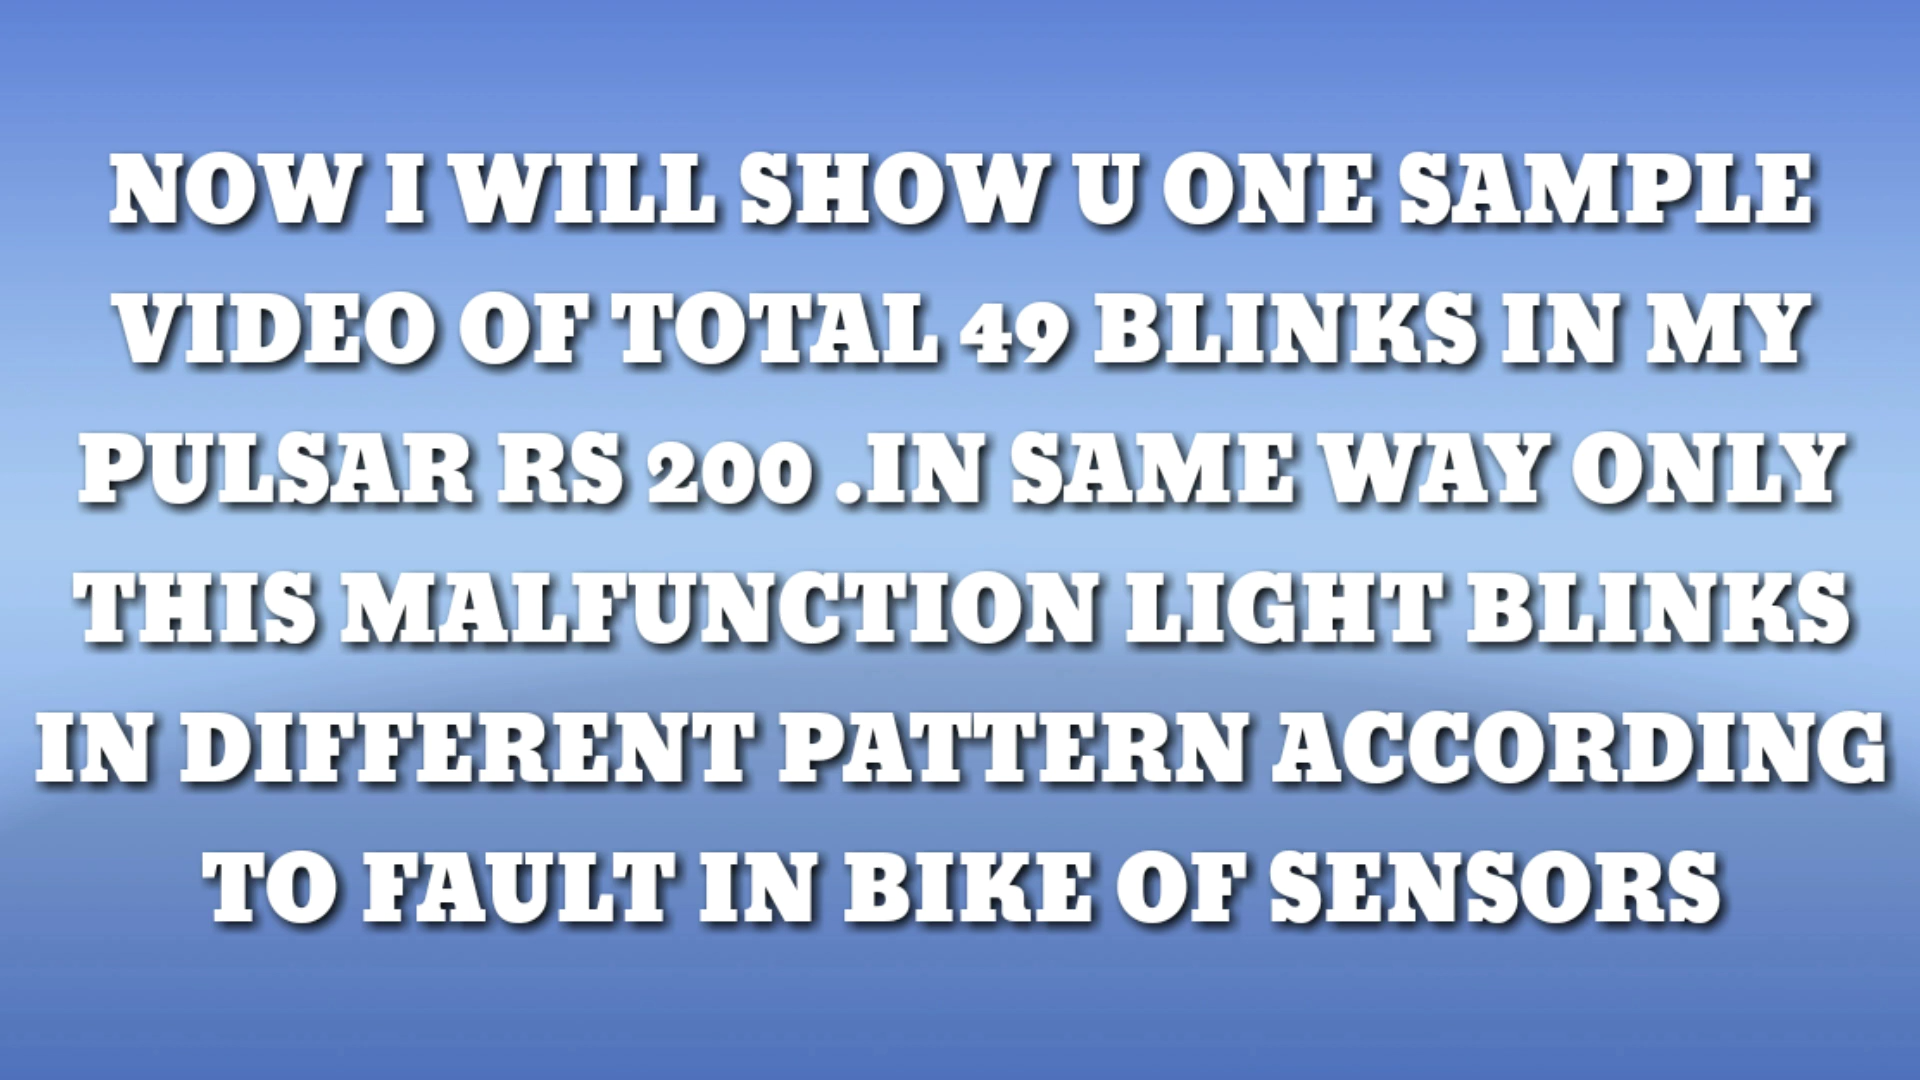 NOW I WILL SHOW U ONE SAMPLE
VIDEO OF TOTAL 49 BLINKS IN MY
PULSAR RS 200 .IN SAME WAY ONLY
THIS MALFUNCTION LIGHT BLINKS
IN DIFFERENT PATTERN ACCORDING
TO FAULT IN BIKE OF SENSORS